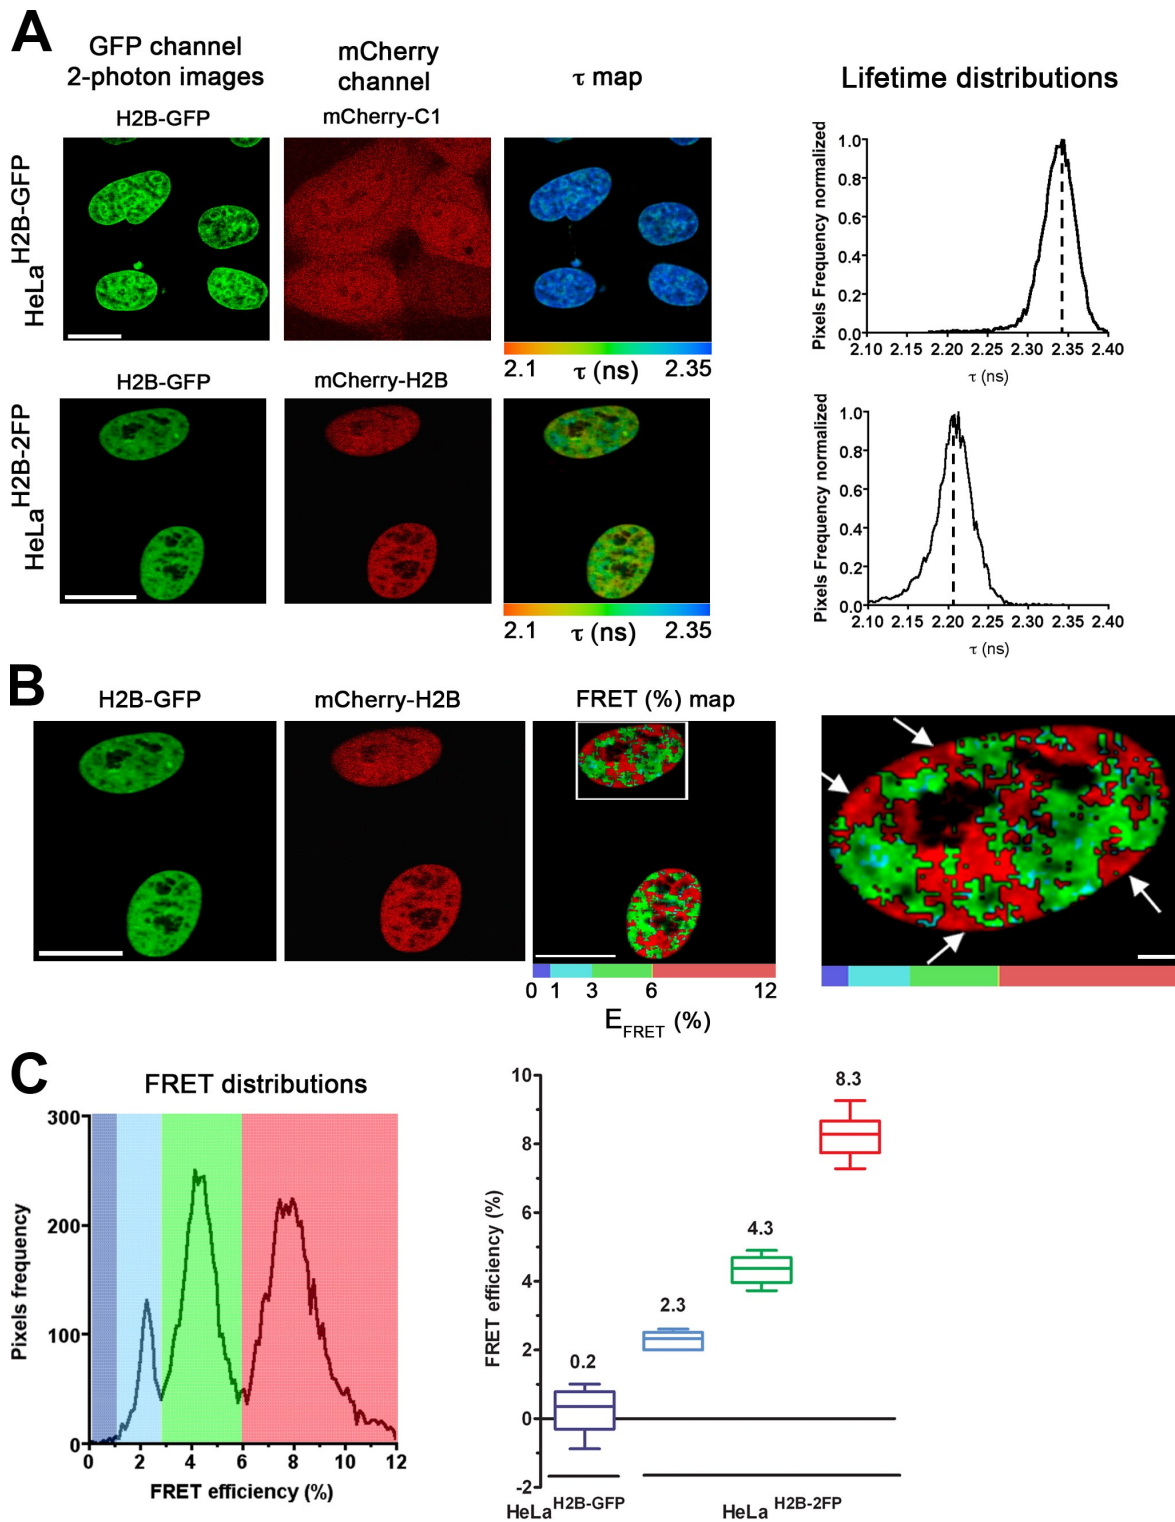 A
GFP channel
2-photon images
mCherry
channel
τ map
Lifetime distributions
H2B-GFP
mCherry-C1
HeLa H2B-GFP
2.1 τ (ns) 2.35
Pixels Frequency normalized
1.0
0.8
0.6
0.4
0.2
0.0
2.10 2.15 2.20 2.25 2.30 2.35 2.40
τ (ns)
H2B-GFP
mCherry-H2B
HeLa H2B-2FP
2.1 τ (ns) 2.35
Pixels Frequency normalized
1.0
0.8
0.6
0.4
0.2
0.0
2.10 2.15 2.20 2.25 2.30 2.35 2.40
τ (ns)
B
H2B-GFP
mCherry-H2B
FRET (%) map
0 1 3 6 12
EFRET (%)
C
FRET distributions
Pixels frequency
300
200
100
0
0 2 4 6 8 10 12
FRET efficiency (%)
FRET efficiency (%)
10
8
6
4
2
0
-2
0.2
2.3
4.3
8.3
HeLa H2B-GFP
HeLa H2B-2FP